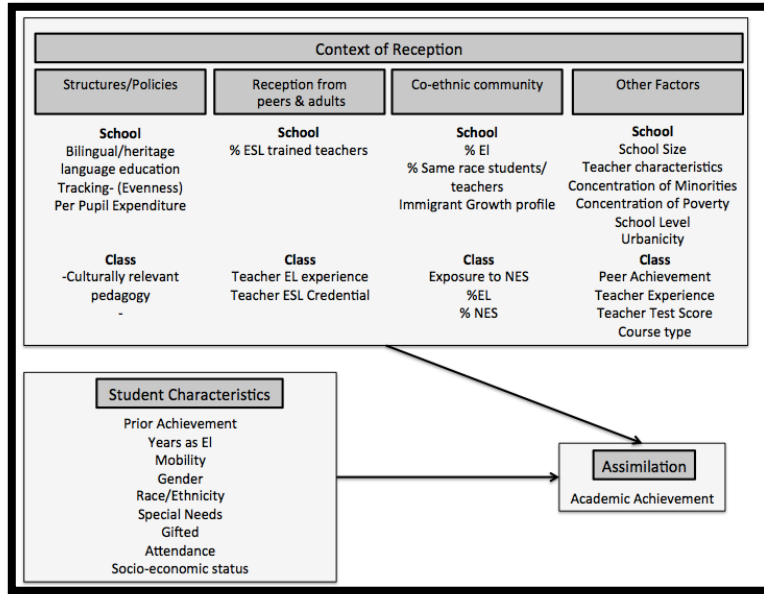 Context of Reception
Structures/Policies
Reception from
peers & adults
Co-ethnic community
Other Factors
School
Bilingual/heritage
language education
Tracking- (Evenness)
Per Pupil Expenditure
School
% ESL trained teachers
School
% El
% Same race students/
teachers
Immigrant Growth profile
School
School Size
Teacher characteristics
Concentration of Minorities
Concentration of Poverty
School Level
Urbanicity
Class
-Culturally relevant
pedagogy
-
Class
Teacher EL experience
Teacher ESL Credential
Class
Exposure to NES
%EL
% NES
Class
Peer Achievement
Teacher Experience
Teacher Test Score
Course type
Student Characteristics
Prior Achievement
Years as El
Mobility
Gender
Race/Ethnicity
Special Needs
Gifted
Attendance
Socio-economic status
Assimilation
Academic Achievement